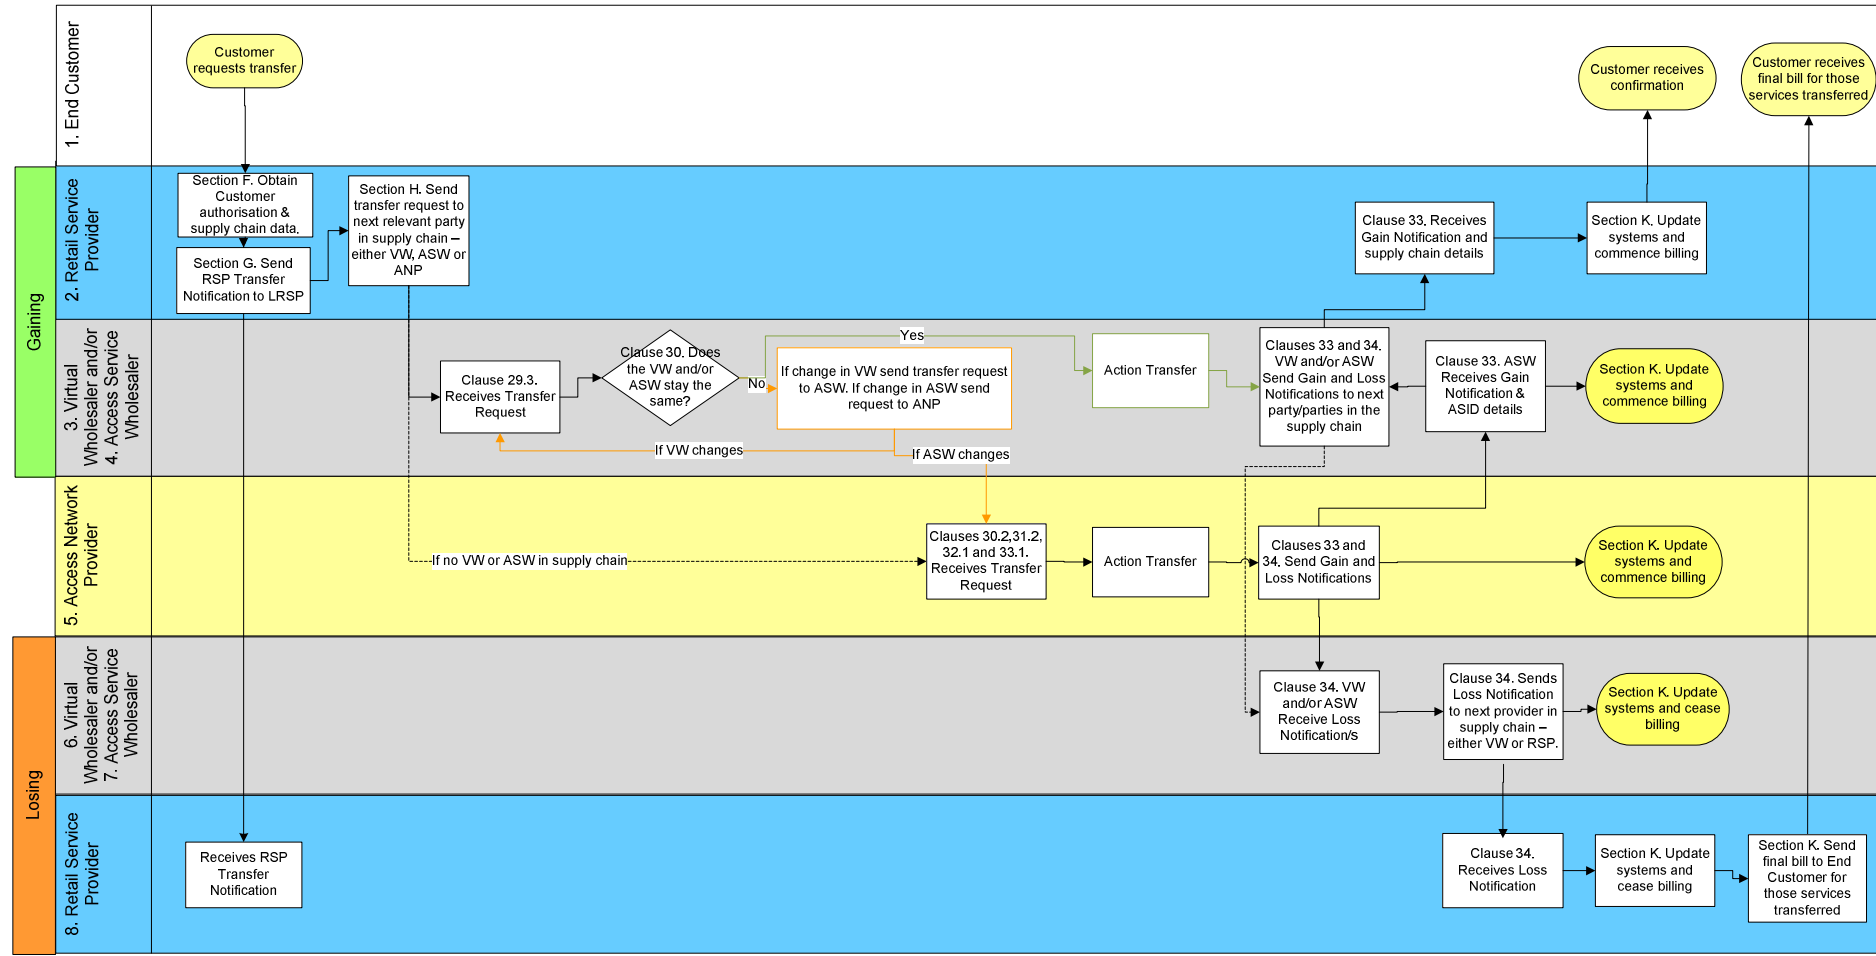 1. End Customer
Customer
requests transfer
Customer receives
confirmation
Customer receives
final bill for those
services transferred
Gaining
2. Retail Service
Provider
Section F. Obtain
Customer
authorisation &
supply chain data.
Section G. Send
RSP Transfer
Notification to LRSP
Section H. Send
transfer request to
next relevant party
in supply chain –
either VW, ASW or
ANP
Clause 33. Receives
Gain Notification and
supply chain details
Section K. Update
systems and
commence billing
3. Virtual
Wholesaler and/or
4. Access Service
Wholesaler
Clause 29.3.
Receives Transfer
Request
Clause 30. Does
the VW and/or
ASW stay the
same?
Yes
No
If change in VW send transfer request
to ASW. If change in ASW send
request to ANP
If VW changes
If ASW changes
Action Transfer
Clauses 33 and 34.
VW and/or ASW
Send Gain and Loss
Notifications to next
party/parties in the
supply chain
Clause 33. ASW
Receives Gain
Notification &
ASID details
Section K. Update
systems and
commence billing
5. Access Network
Provider
If no VW or ASW in supply chain
Clauses 30.2,31.2,
32.1 and 33.1.
Receives Transfer
Request
Action Transfer
Clauses 33 and
34. Send Gain and
Loss Notifications
Section K. Update
systems and
commence billing
Losing
6. Virtual
Wholesaler and/or
7. Access Service
Wholesaler
Clause 34. VW
and/or ASW
Receive Loss
Notification/s
Clause 34. Sends
Loss Notification
to next provider in
supply chain –
either VW or RSP.
Section K. Update
systems and cease
billing
8. Retail Service
Provider
Receives RSP
Transfer
Notification
Clause 34.
Receives Loss
Notification
Section K. Update
systems and
cease billing
Section K. Send
final bill to End
Customer for
those services
transferred